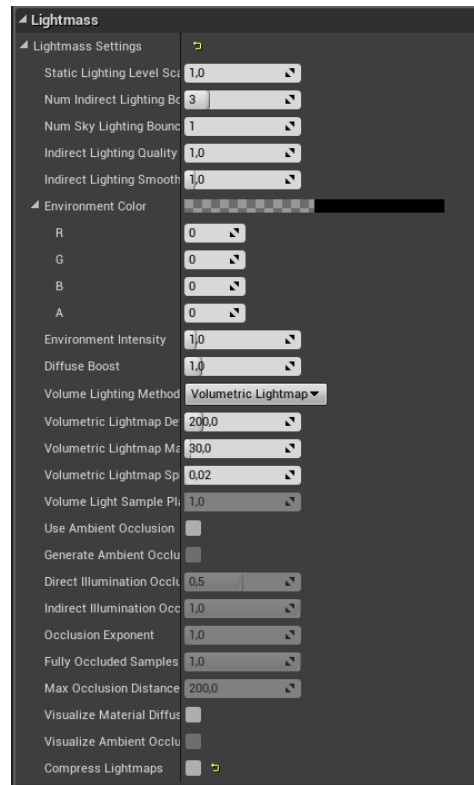 Lightmass
Lightmass Settings
Static Lighting Level Sca 1,0
Num Indirect Lighting Bo 3
Num Sky Lighting Bounc 1
Indirect Lighting Quality 1,0
Indirect Lighting Smooth 1,0
Environment Color
R 0
G 0
B 0
A 0
Environment Intensity 1,0
Diffuse Boost 1,0
Volume Lighting Method Volumetric Lightmap
Volumetric Lightmap De 200,0
Volumetric Lightmap Ma 30,0
Volumetric Lightmap Sp 0,02
Volume Light Sample Pla 1,0
Use Ambient Occlusion
Generate Ambient Occlu
Direct Illumination Occlu 0,5
Indirect Illumination Occ 1,0
Occlusion Exponent 1,0
Fully Occluded Samples 1,0
Max Occlusion Distance 200,0
Visualize Material Diffus
Visualize Ambient Occlu
Compress Lightmaps